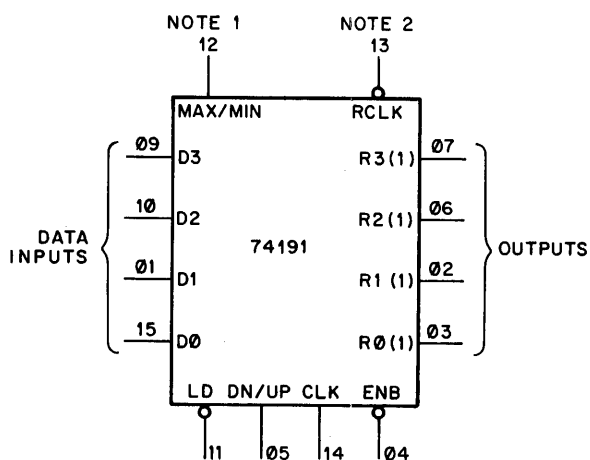 NOTE 1 NOTE 2
12 13
MAX/MIN RCLK
Ø9 D3 R3(1) Ø7
10 D2 R2(1) Ø6
DATA INPUTS 74191 OUTPUTS
Ø1 D1 R1(1) Ø2
15 DØ RØ(1) Ø3
LD DN/UP CLK ENB
11 Ø5 14 Ø4